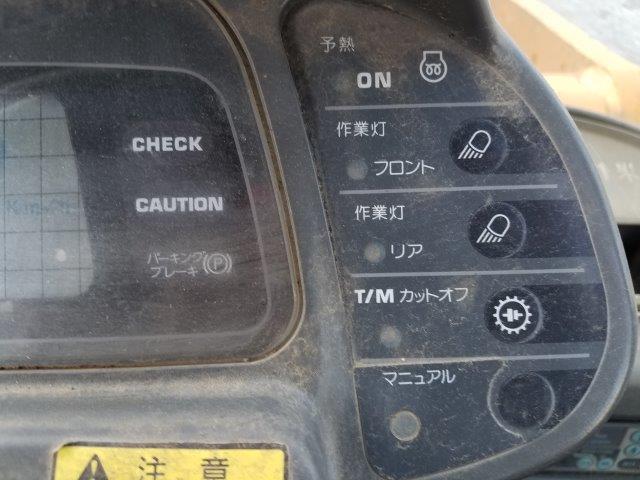 予熱
ON
作業灯
フロント
作業灯
リア
T/M カットオフ
マニュアル
CHECK
CAUTION
パーキング
ブレーキ (P)
注意